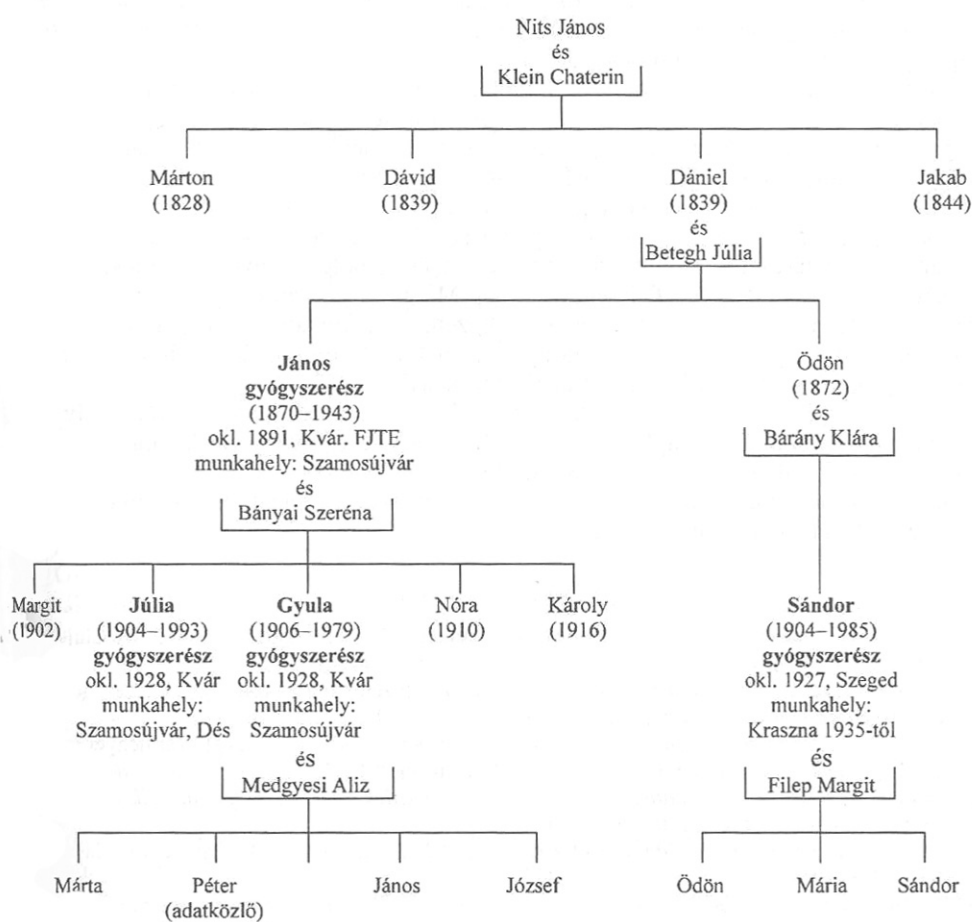 Nits János
és
Klein Chaterin
Márton
(1828)
Dávid
(1839)
Dániel
(1839)
és
Betegh Júlia
Jakab
(1844)
János
gyógyszerész
(1870–1943)
okl. 1891, Kvár. FJTE
munkahely: Szamosújvár
és
Bányai Szeréna
Ödön
(1872)
és
Bárány Klára
Margit
(1902)
Júlia
(1904–1993)
gyógyszerész
okl. 1928, Kvár
munkahely:
Szamosújvár, Dés
Gyula
(1906–1979)
gyógyszerész
okl. 1928, Kvár
munkahely:
Szamosújvár
és
Medgyesi Aliz
Nóra
(1910)
Károly
(1916)
Sándor
(1904–1985)
gyógyszerész
okl. 1927, Szeged
munkahely:
Kraszna 1935-től
és
Filep Margit
Márta
Péter
(adatközlő)
János
József
Ödön
Mária
Sándor